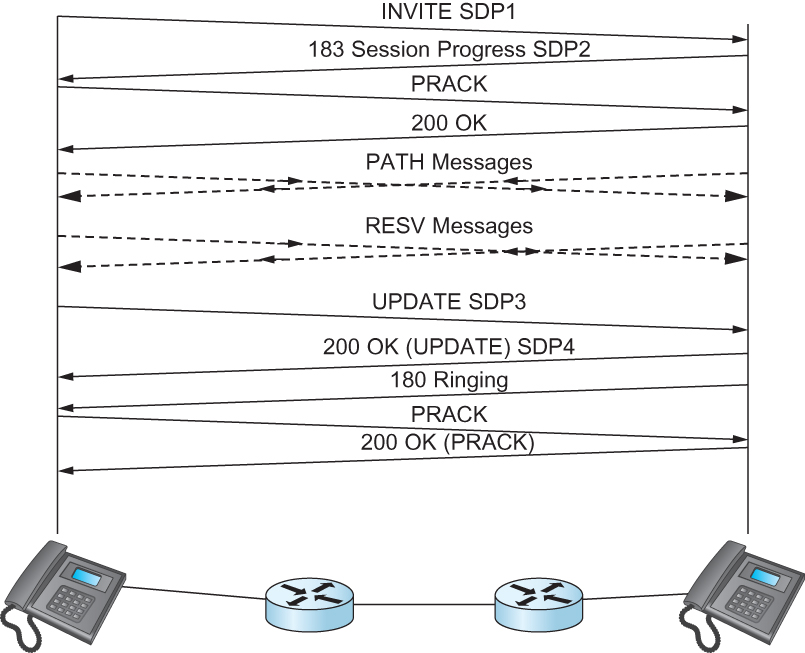 INVITE SDP1
183 Session Progress SDP2
PRACK
200 OK
PATH Messages
RESV Messages
UPDATE SDP3
200 OK (UPDATE) SDP4
180 Ringing
PRACK
200 OK (PRACK)